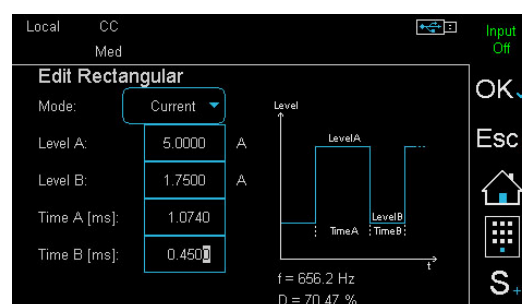 Local CC
Input
Off
Med
Edit Rectangular
OK
Mode: Current
Level
Level A: 5.0000 A
LevelA
Esc
Level B: 1.7500 A
LevelB
Time A [ms]: 1.0740
TimeA TimeB
Time B [ms]: 0.4500
t
f = 656.2 Hz
D = 70.47 %
S+